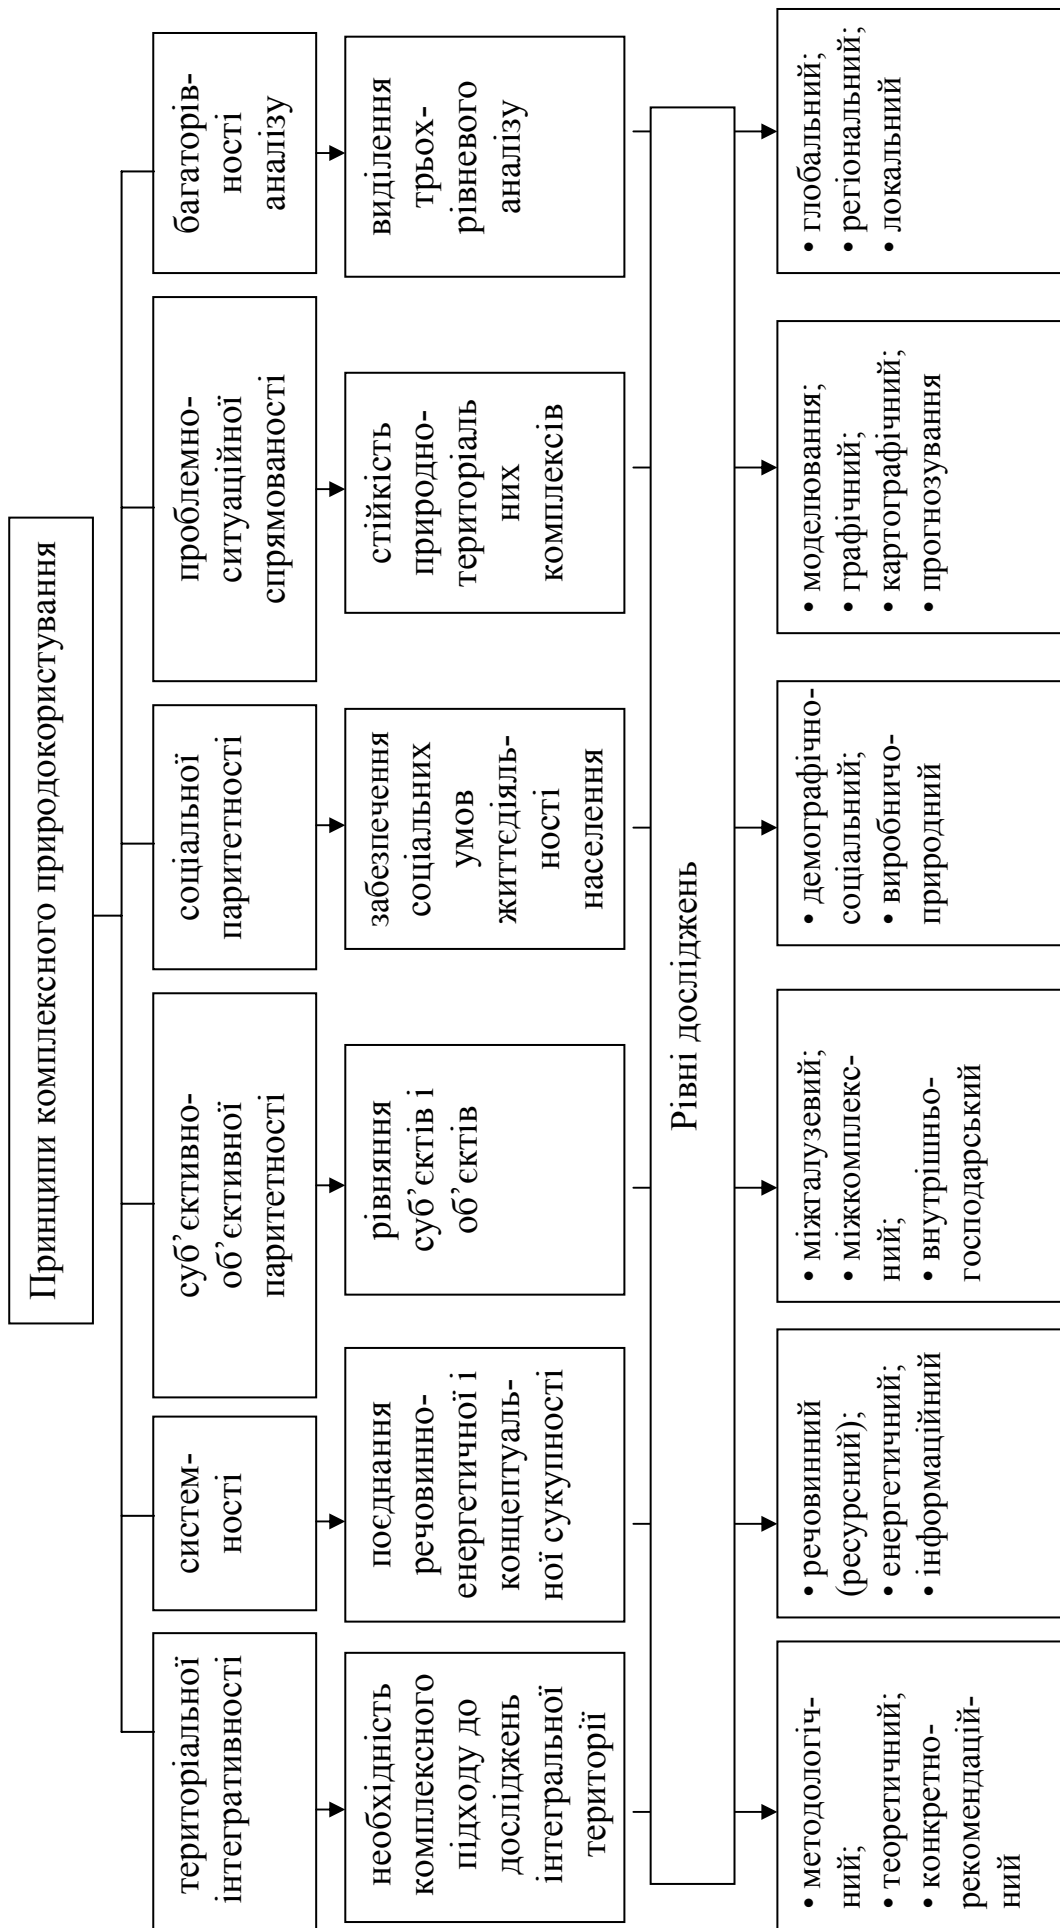 Принципи комплексного природокористування
територіальної
інтегративності
систем-
ності
суб’єктивно-
об’єктивної
паритетності
соціальної
паритетності
проблемно-
ситуаційної
спрямованості
багаторів-
ності
аналізу
необхідність
комплексного
підходу до
досліджень
інтегральної
території
поєднання
речовинно-
енергетичної і
концептуаль-
ної сукупності
рівняння
суб’єктів і
об’єктів
забезпечення
соціальних
умов
життєдіяль-
ності
населення
стійкість
природно-
територіаль
них
комплексів
виділення
трьох-
рівневого
аналізу
Рівні досліджень
• методологіч-
ний;
• теоретичний;
• конкретно-
рекомендацій-
ний
• речовинний
(ресурсний);
• енергетичний;
• інформаційний
• міжгалузевий;
• міжкомплекс-
ний;
• внутрішньо-
господарський
• демографічно-
соціальний;
• виробничо-
природний
• моделювання;
• графічний;
• картографічний;
• прогнозування
• глобальний;
• регіональний;
• локальний